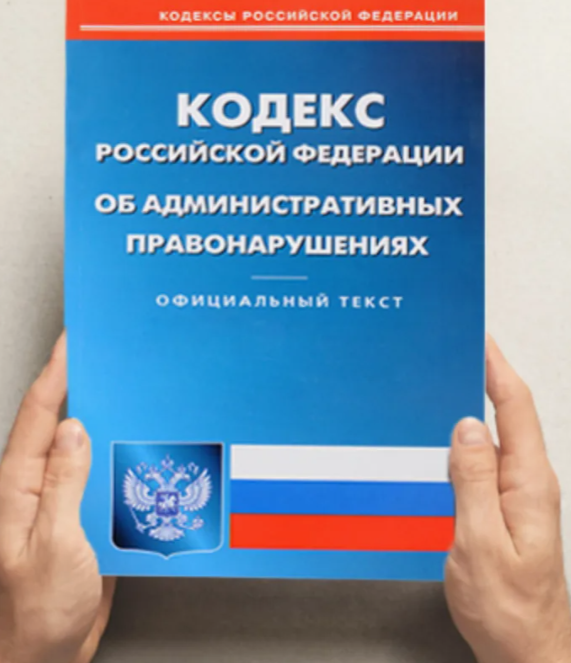 КОДЕКСЫ РОССИЙСКОЙ ФЕДЕРАЦИИ
КОДЕКС
РОССИЙСКОЙ ФЕДЕРАЦИИ
ОБ АДМИНИСТРАТИВНЫХ
ПРАВОНАРУШЕНИЯХ
ОФИЦИАЛЬНЫЙ ТЕКСТ